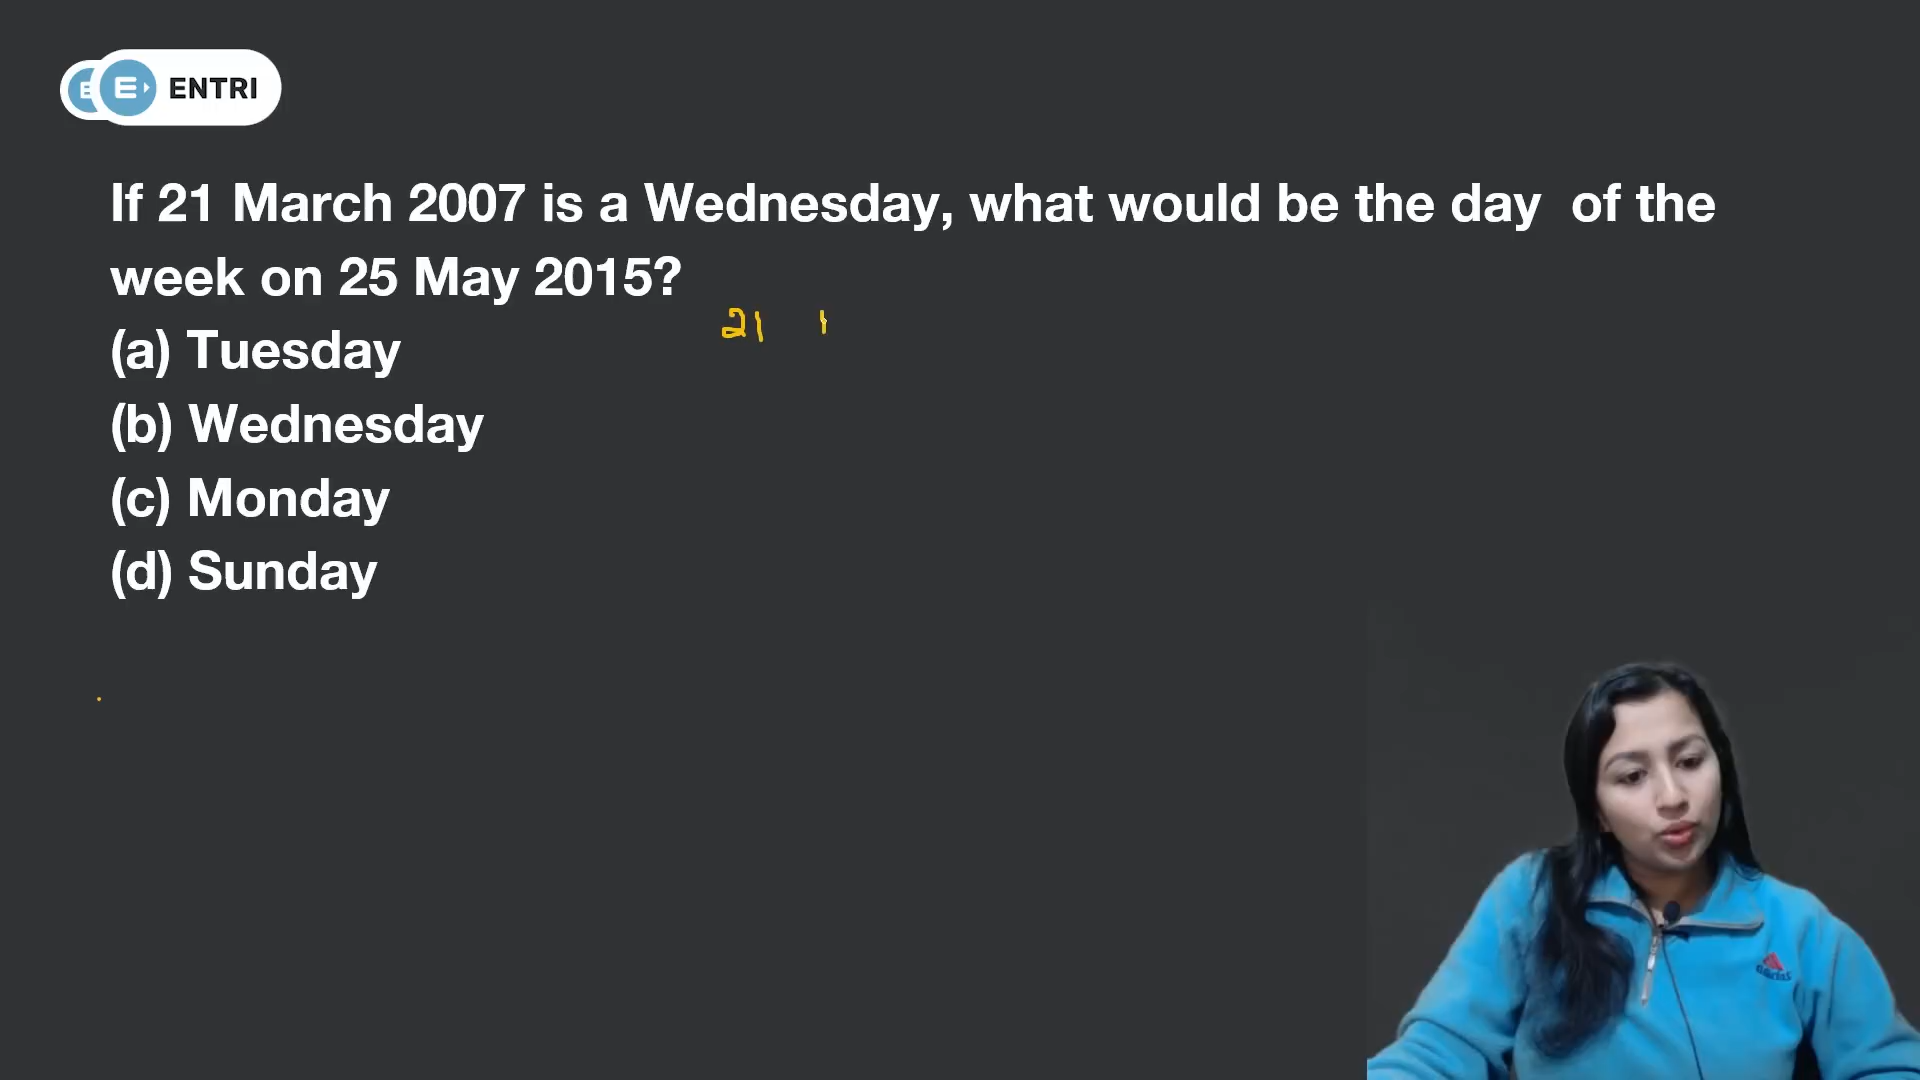 E E ENTRI
If 21 March 2007 is a Wednesday, what would be the day of the
week on 25 May 2015?
21
(a) Tuesday
(b) Wednesday
(c) Monday
(d) Sunday
adidas